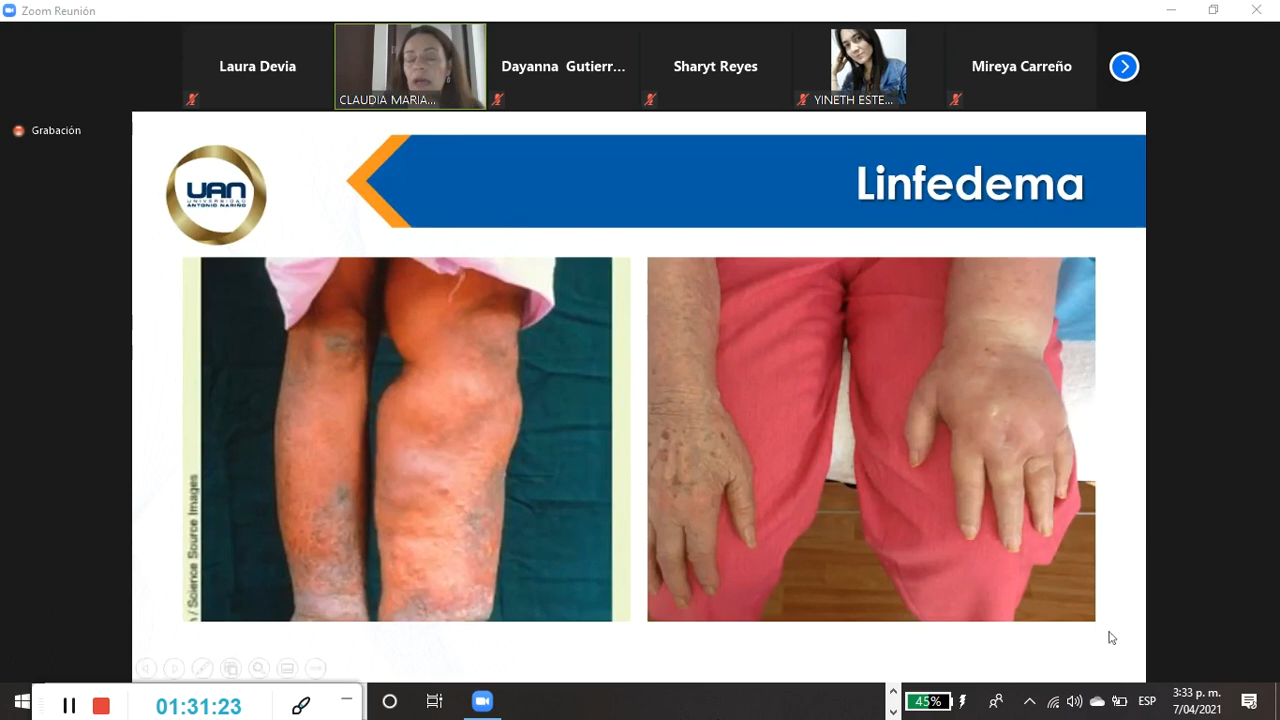 Zoom Reunión
Laura Devia
CLAUDIA MARIA...
Dayanna Gutierr...
Sharyt Reyes
YINETH ESTE...
Mireya Carreño
Grabación
UAN
UNIVERSIDAD
ANTONIO NARIÑO
Linfedema
/ Science Source Images
01:31:23
45%
ESP
3:33 p. m.
7/04/2021